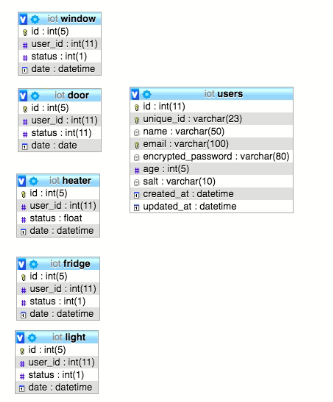 iot window
id : int(5)
user_id : int(11)
status : int(1)
date : datetime
iot door
id : int(5)
user_id : int(11)
status : int(11)
date : date
iot heater
id : int(5)
user_id : int(11)
status : float
date : datetime
iot fridge
id : int(5)
user_id : int(11)
status : int(1)
date : datetime
iot light
id : int(5)
user_id : int(11)
status : int(1)
date : datetime
iot users
id : int(11)
unique_id : varchar(23)
name : varchar(50)
email : varchar(100)
encrypted_password : varchar(80)
age : int(5)
salt : varchar(10)
created_at : datetime
updated_at : datetime